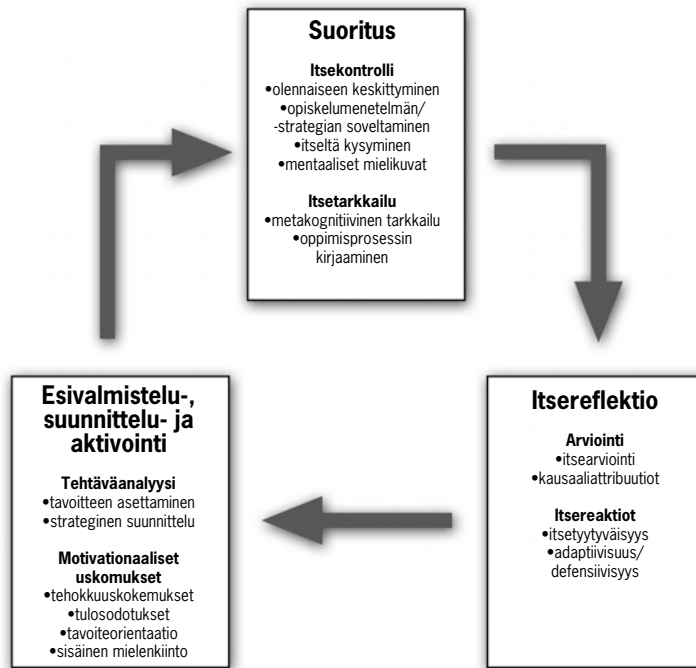 Suoritus
Itsekontrolli
•olennaiseen keskittyminen
•opiskelumenetelmän/
-strategian soveltaminen
•itseltä kysyminen
•mentaaliset mielikuvat
Itsetarkkailu
•metakognitiivinen tarkkailu
•oppimisprosessin
kirjaaminen
Esivalmistelu-,
suunnittelu- ja
aktivointi
Tehtäväanalyysi
•tavoitteen asettaminen
•strateginen suunnittelu
Motivationaaliset
uskomukset
•tehokkuuskokemukset
•tulosodotukset
•tavoiteorientaatio
•sisäinen mielenkiinto
Itsereflektio
Arviointi
•itsearviointi
•kausaaliattribuutiot
Itsereaktiot
•itsetyytyväisyys
•adaptiivisuus/
defensiivisyys